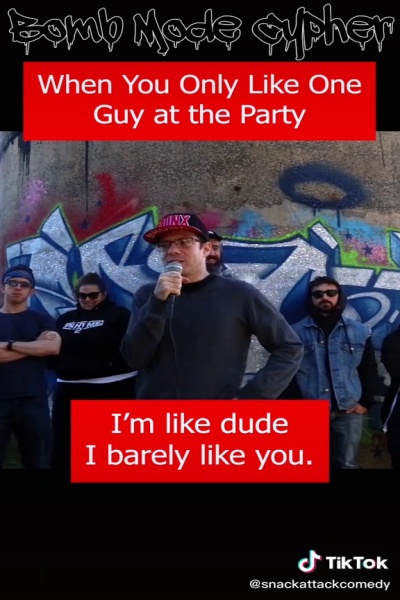 Bomb Mode Cypher
When You Only Like One
Guy at the Party
I'm like dude
I barely like you.
TikTok
@snackattackcomedy